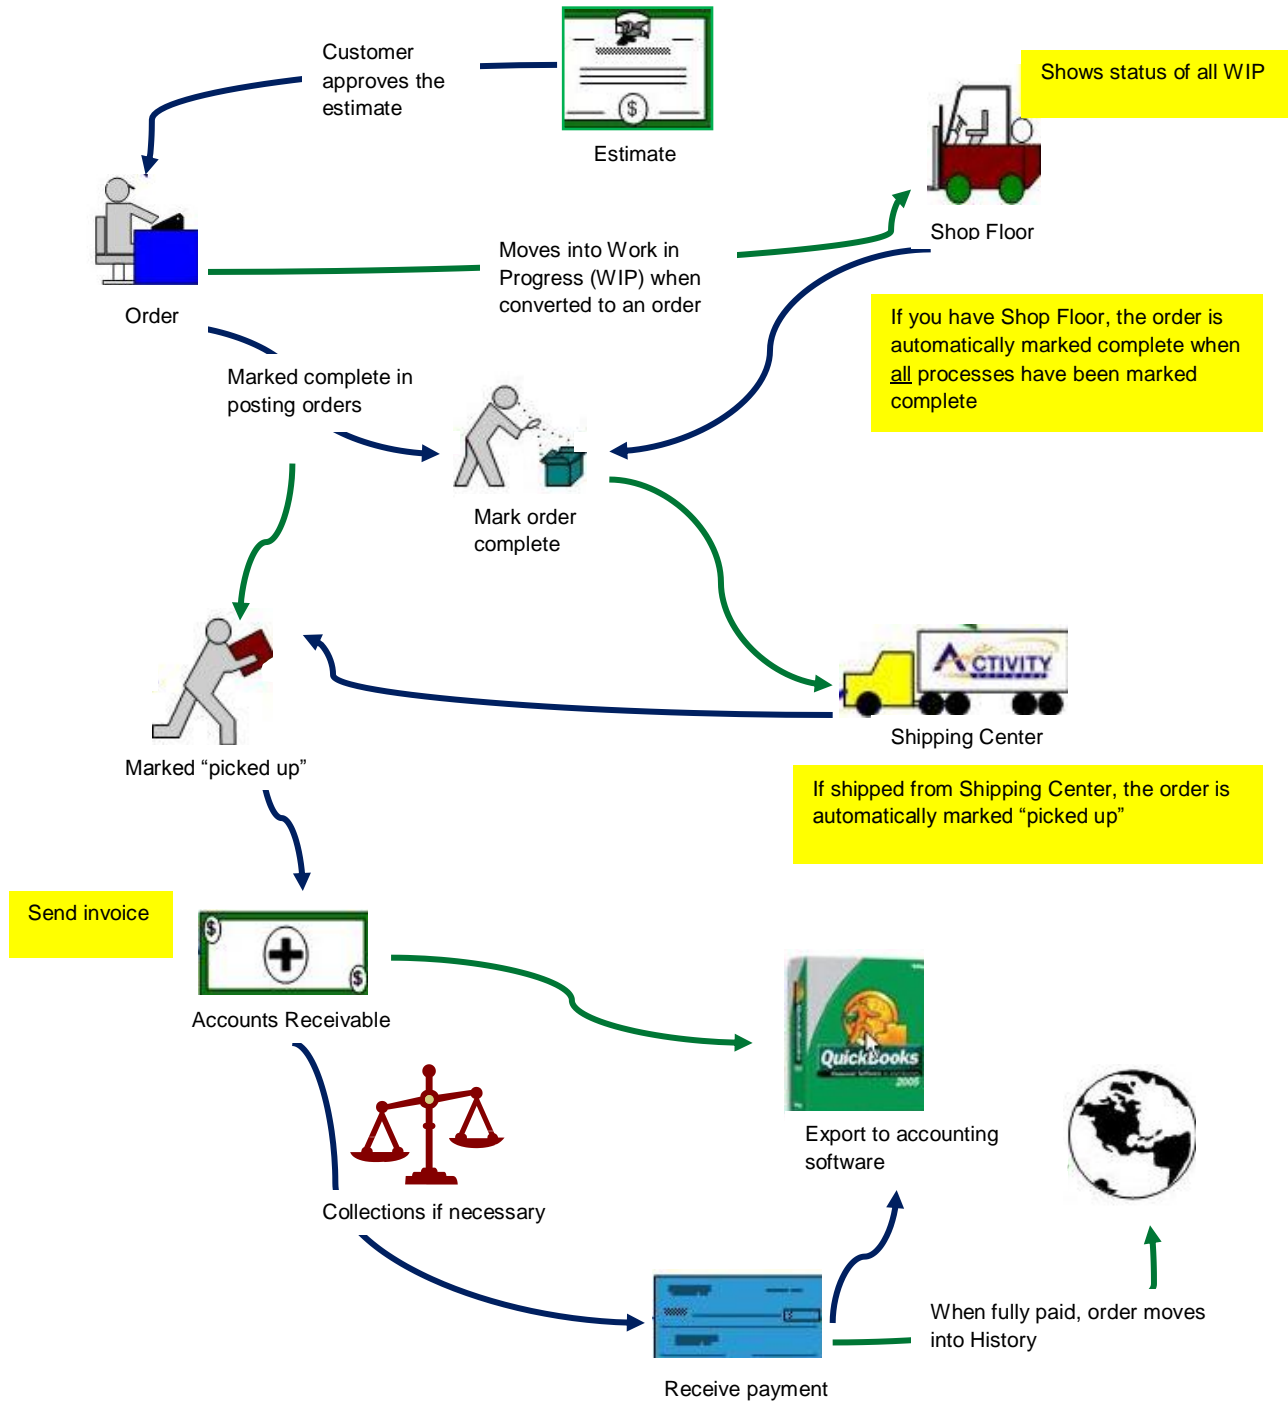 Customer
approves the
estimate
$
Estimate
Shows status of all WIP
Shop Floor
Moves into Work in
Progress (WIP) when
converted to an order
Order
If you have Shop Floor, the order is
automatically marked complete when
all processes have been marked
complete
Marked complete in
posting orders
Mark order
complete
ACTIVITY
SOFTWARE
Shipping Center
Marked “picked up”
If shipped from Shipping Center, the order is
automatically marked “picked up”
Send invoice
$
$
Accounts Receivable
QuickBooks
2005
Export to accounting
software
Collections if necessary
When fully paid, order moves
into History
Receive payment